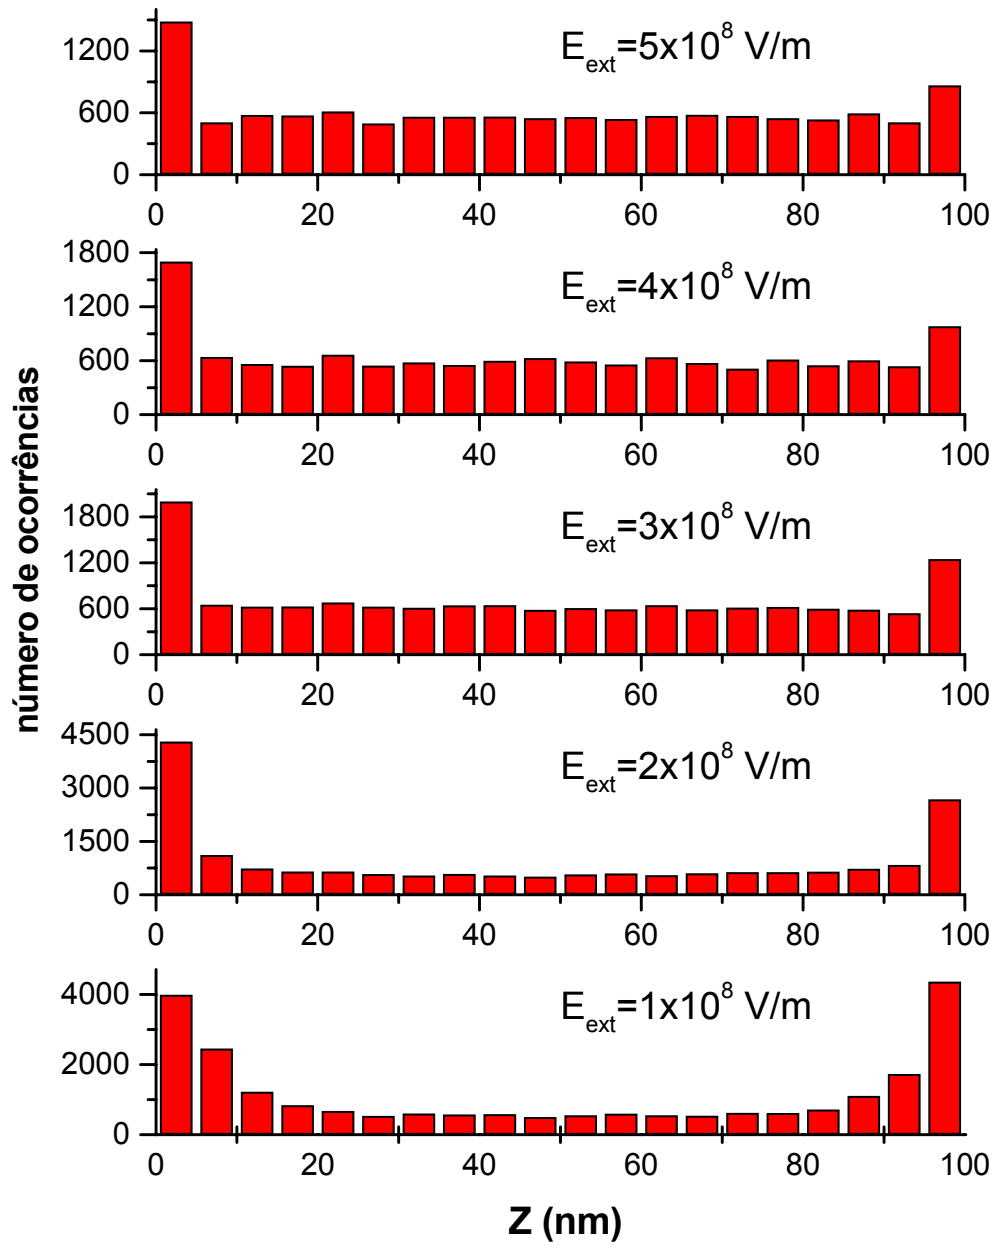 número de ocorrências
E_ext=5x10^8 V/m
1200
600
0
0 20 40 60 80 100
E_ext=4x10^8 V/m
1800
1200
600
0
0 20 40 60 80 100
E_ext=3x10^8 V/m
1800
1200
600
0
0 20 40 60 80 100
E_ext=2x10^8 V/m
4500
3000
1500
0
0 20 40 60 80 100
E_ext=1x10^8 V/m
4000
2000
0
0 20 40 60 80 100
Z (nm)